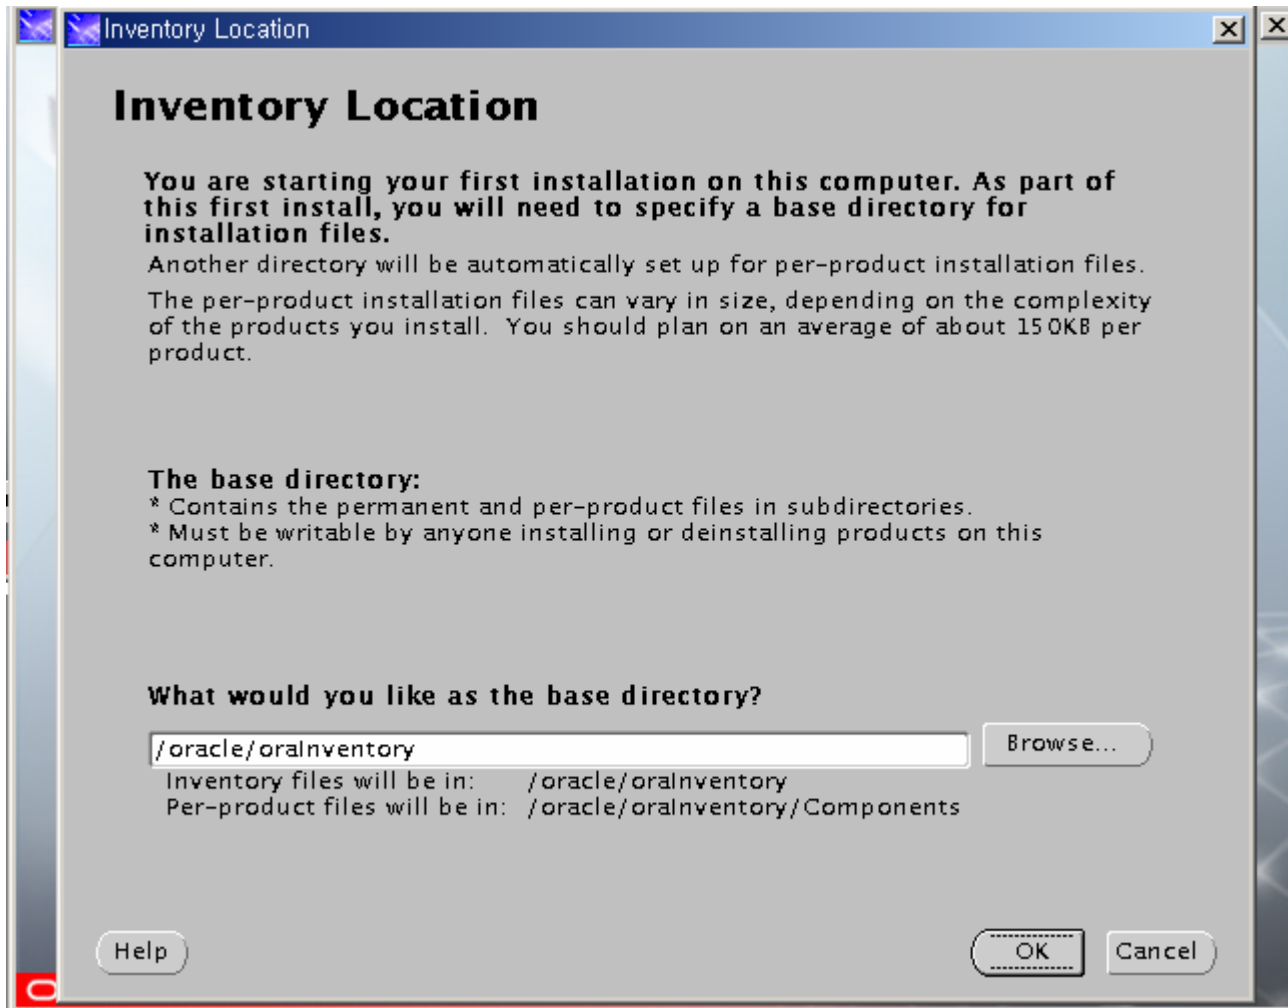 Inventory Location
Inventory Location
You are starting your first installation on this computer. As part of
this first install, you will need to specify a base directory for
installation files.
Another directory will be automatically set up for per-product installation files.
The per-product installation files can vary in size, depending on the complexity
of the products you install. You should plan on an average of about 150KB per
product.
The base directory:
* Contains the permanent and per-product files in subdirectories.
* Must be writable by anyone installing or deinstalling products on this
computer.
What would you like as the base directory?
/oracle/oraInventory
Browse...
Inventory files will be in: /oracle/oraInventory
Per-product files will be in: /oracle/oraInventory/Components
Help
OK
Cancel